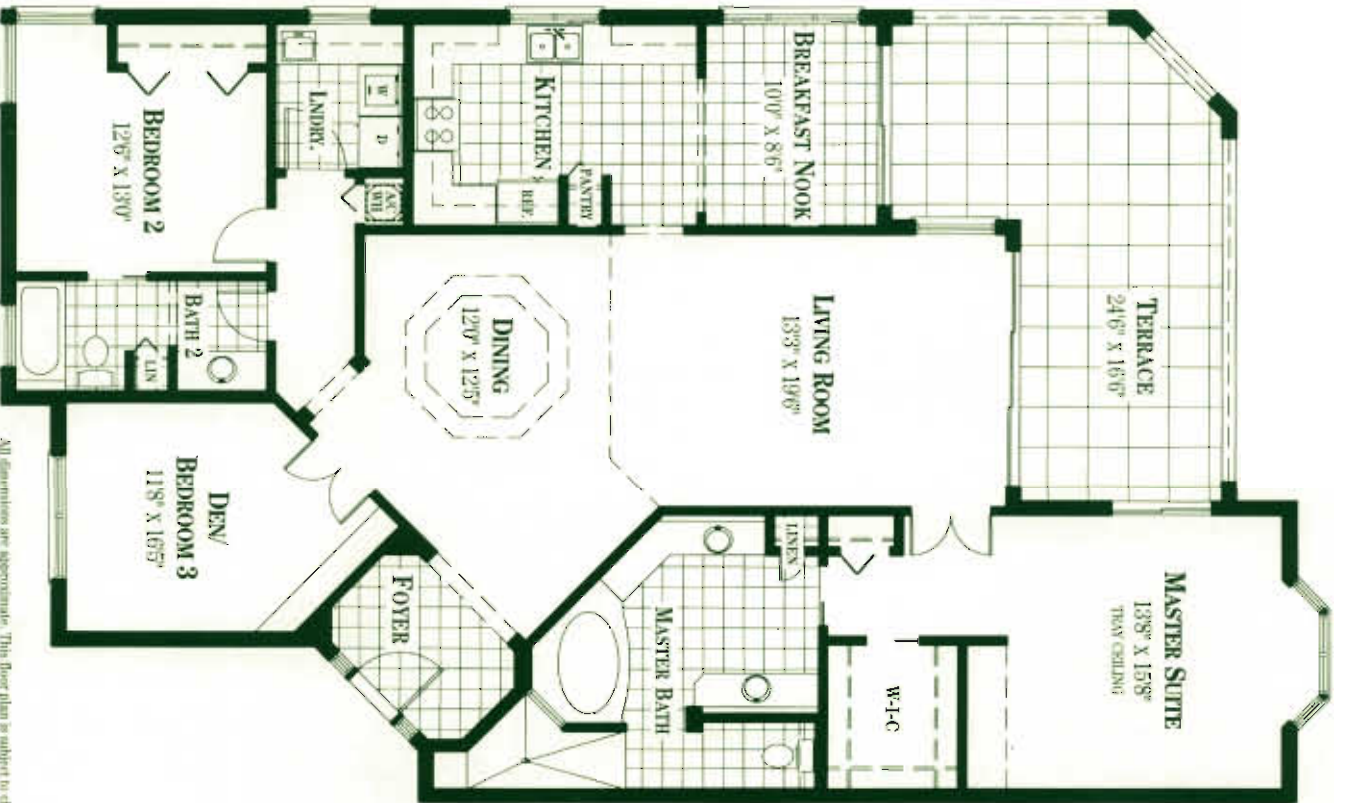 TERRACE
24'6" X 16'6"
MASTER SUITE
13'8" X 15'8"
TRAY CEILING
BREAKFAST NOOK
10'0" X 8'6"
LIVING ROOM
13'3" X 19'6"
LINEN
W-I-C
MASTER BATH
KITCHEN
PANTRY
REF.
DINING
12'0" X 12'5"
FOYER
LNDRY.
W
D
A/C
WH
BEDROOM 2
12'6" X 13'0"
BATH 2
LIN
DEN/
BEDROOM 3
11'8" X 16'5"
All dimensions are approximate. This floor plan is subject to